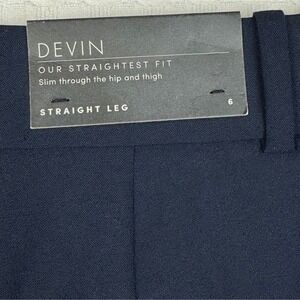 DEVIN
OUR STRAIGHTEST FIT
Slim through the hip and thigh
STRAIGHT LEG 6